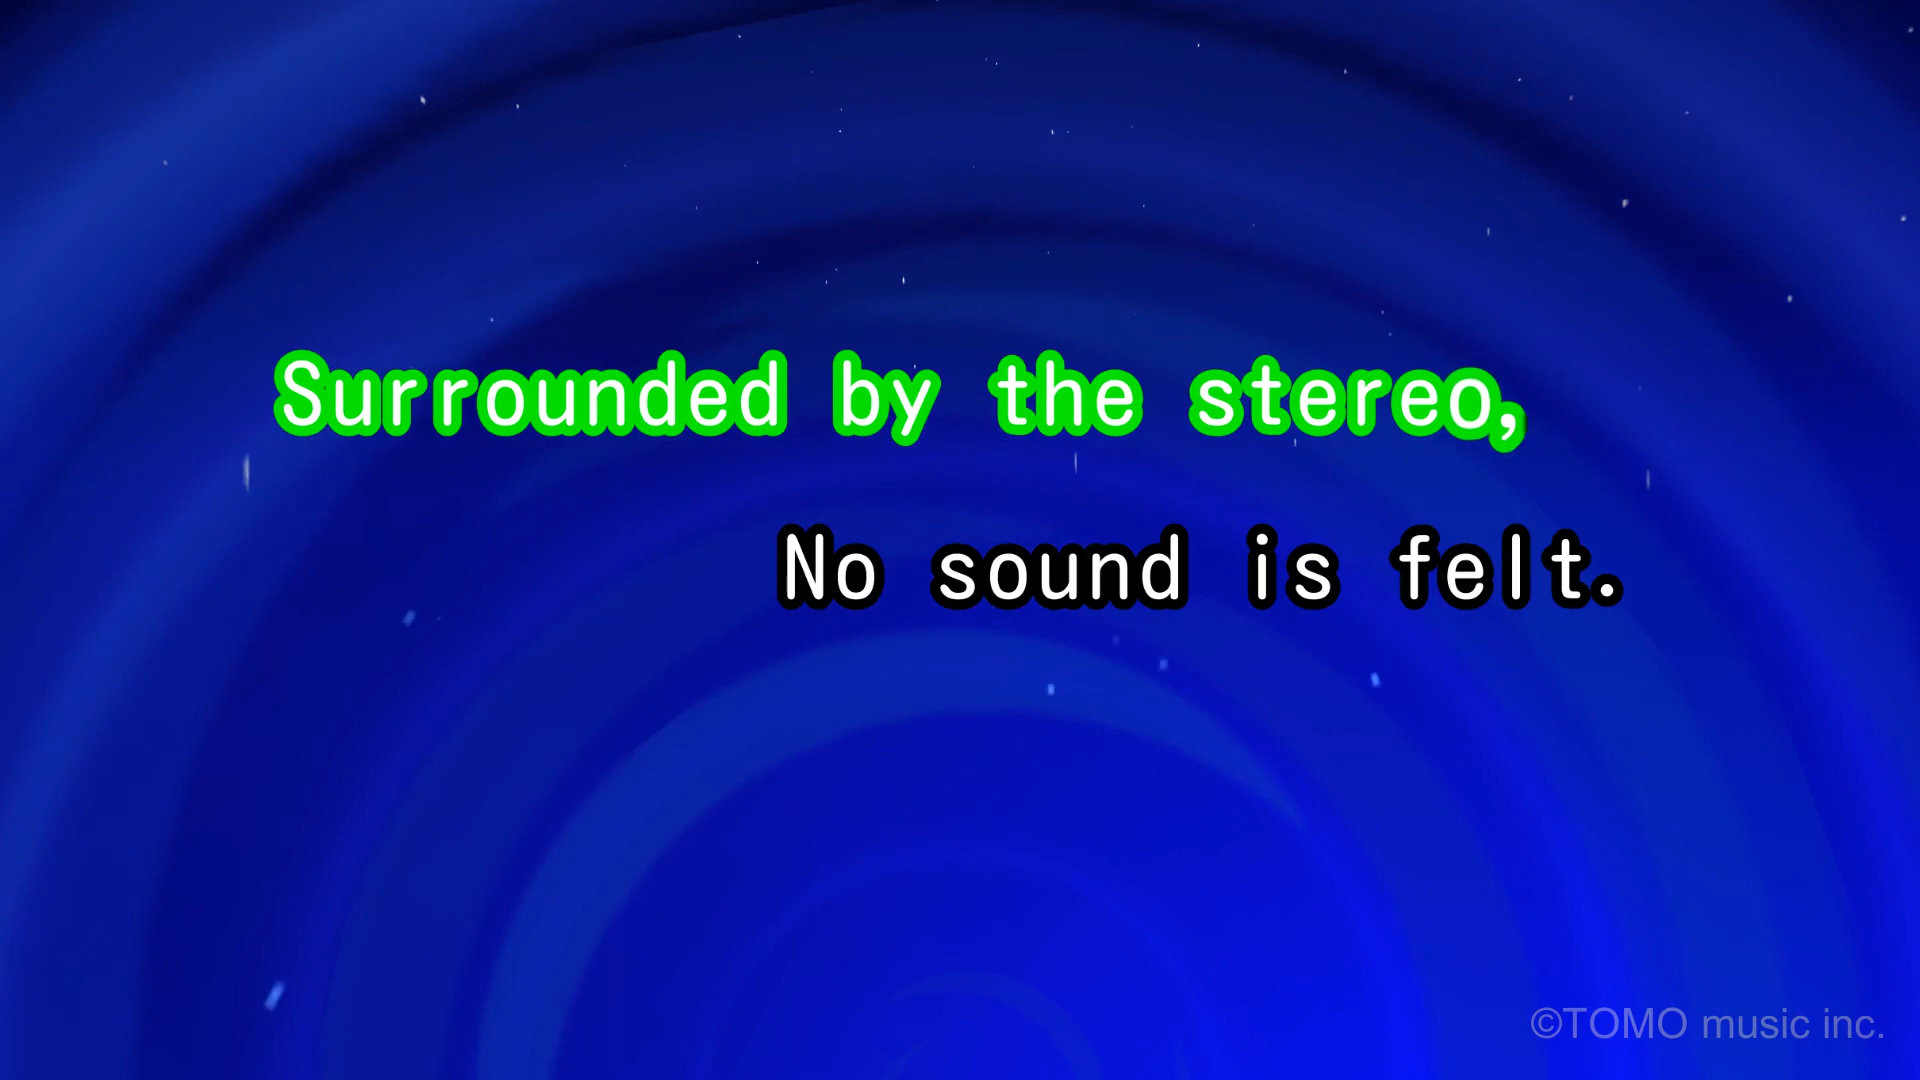 Surrounded by the stereo,
No sound is felt.
©TOMO music inc.